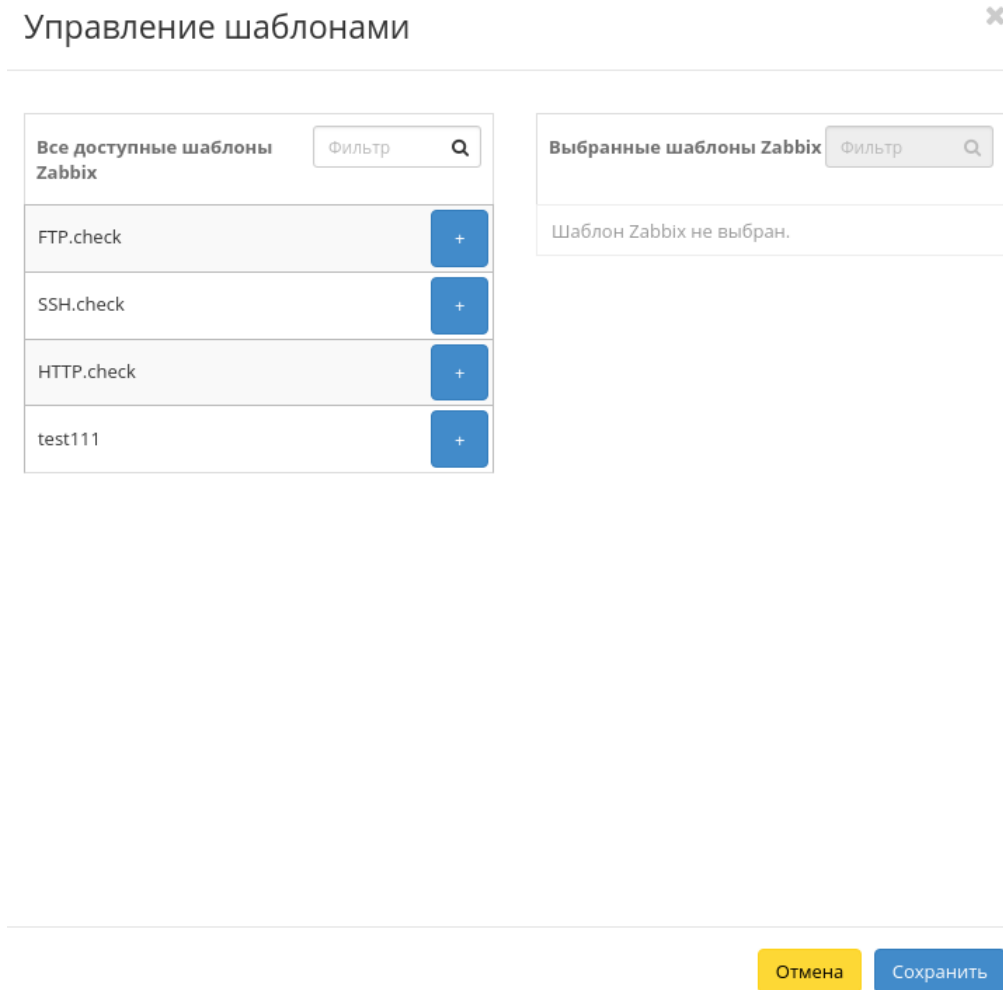 Управление шаблонами
Все доступные шаблоны
Zabbix
Фильтр
FTP.check
+
SSH.check
+
HTTP.check
+
test111
+
Выбранные шаблоны Zabbix
Фильтр
Шаблон Zabbix не выбран.
Отмена
Сохранить